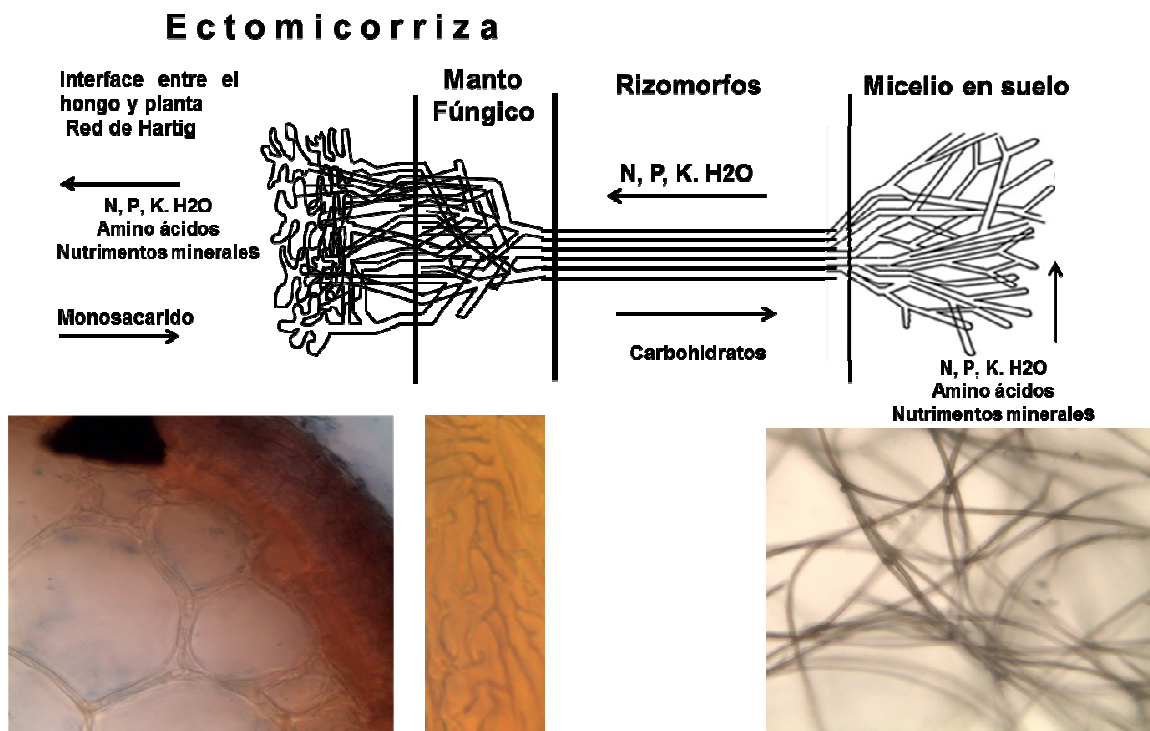 Ectomicorriza
Interface entre el
hongo y planta
Red de Hartig
Manto
Fúngico
Rizomorfos
Micelio en suelo
N, P, K. H2O
Amino ácidos
Nutrimentos minerales
Monosacarido
N, P, K. H2O
Carbohidratos
N, P, K. H2O
Amino ácidos
Nutrimentos minerales